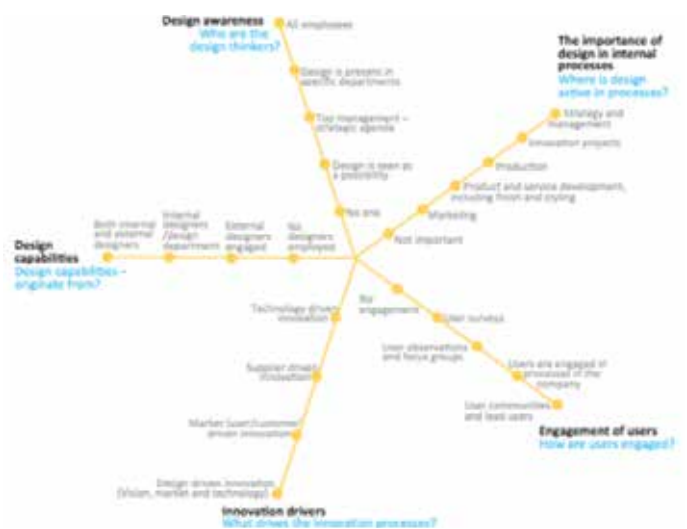 Design awareness
Who are the
design thinkers?
All employees
Design is present in
specific departments
Top management –
strategic agenda
Design is seen as
a possibility
No one
The importance of
design in internal
processes
Where is design
active in processes?
Strategy and
management
Innovation projects
Production
Product and service development,
including finish and styling
Marketing
Not important
Design
capabilities
Design capabilities –
originate from?
Both internal
and external
designers
Internal
designers
/design
department
External
designers
engaged
No
designers
employed
No
engagement
User surveys
User observations
and focus groups
Users are engaged in
processes in the
company
User communities
and lead users
Engagement of users
How are users engaged?
Technology driven
innovation
Supplier driven
innovation
Market (user/customer)
driven innovation
Design driven innovation
(Vision, market and technology)
Innovation drivers
What drives the innovation processes?